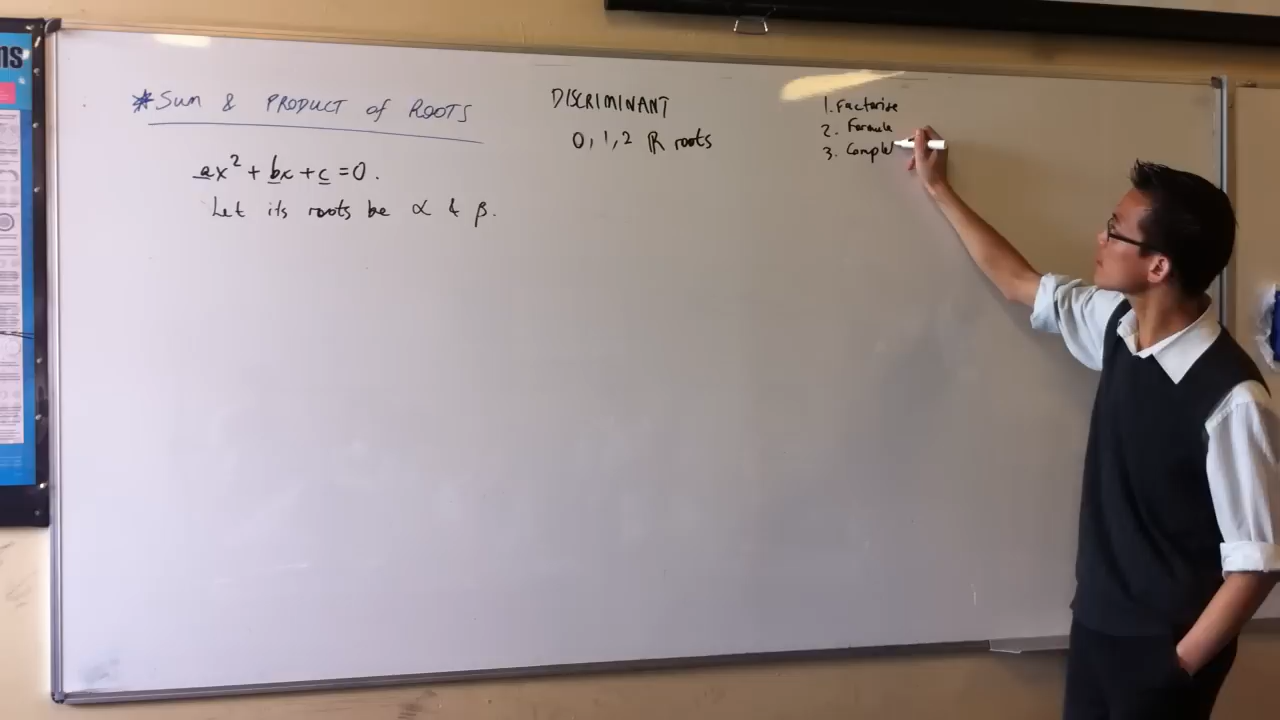 ms
*SUM & PRODUCT of ROOTS
ax² + bx + c = 0.
Let its roots be α & β.
DISCRIMINANT
0, 1, 2 ℝ roots
1. Factorise
2. Formula
3. Complet